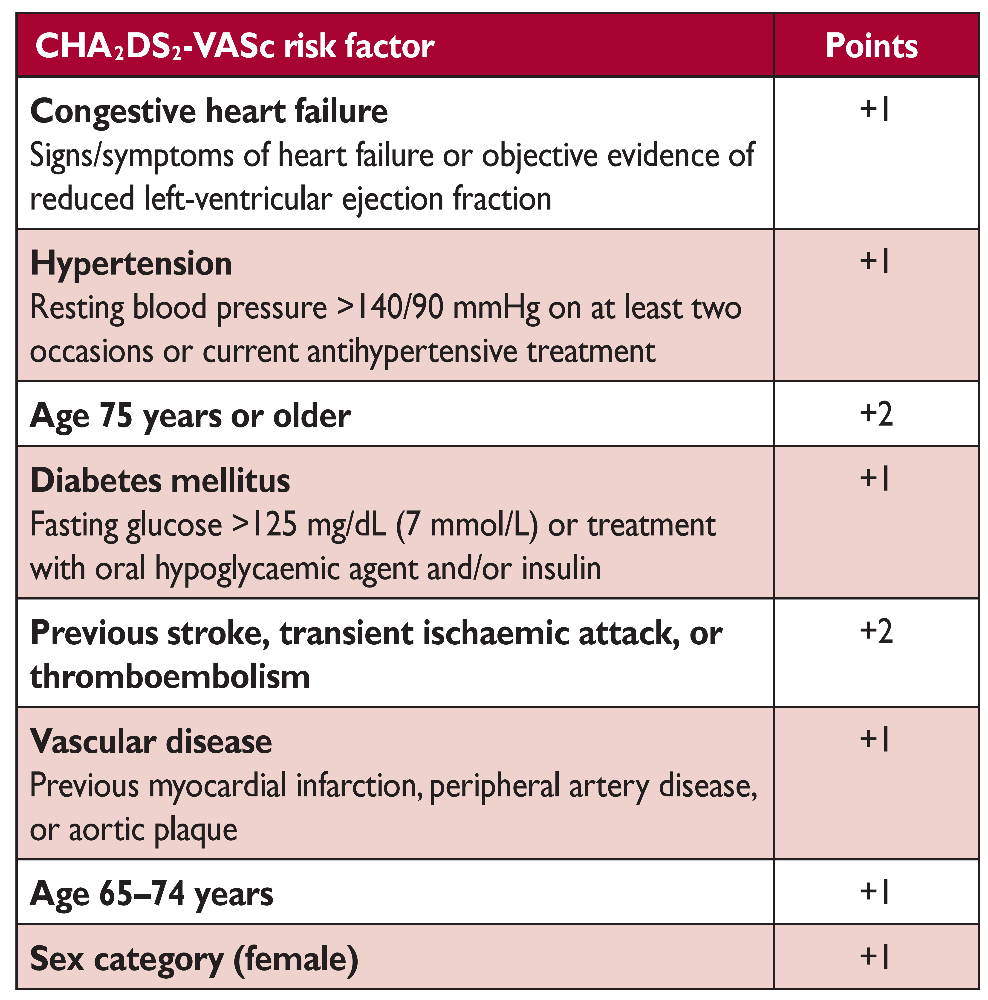 CHA₂DS₂-VASc risk factor Points
Congestive heart failure +1
Signs/symptoms of heart failure or objective evidence of
reduced left-ventricular ejection fraction
Hypertension +1
Resting blood pressure >140/90 mmHg on at least two
occasions or current antihypertensive treatment
Age 75 years or older +2
Diabetes mellitus +1
Fasting glucose >125 mg/dL (7 mmol/L) or treatment
with oral hypoglycaemic agent and/or insulin
Previous stroke, transient ischaemic attack, or +2
thromboembolism
Vascular disease +1
Previous myocardial infarction, peripheral artery disease,
or aortic plaque
Age 65–74 years +1
Sex category (female) +1